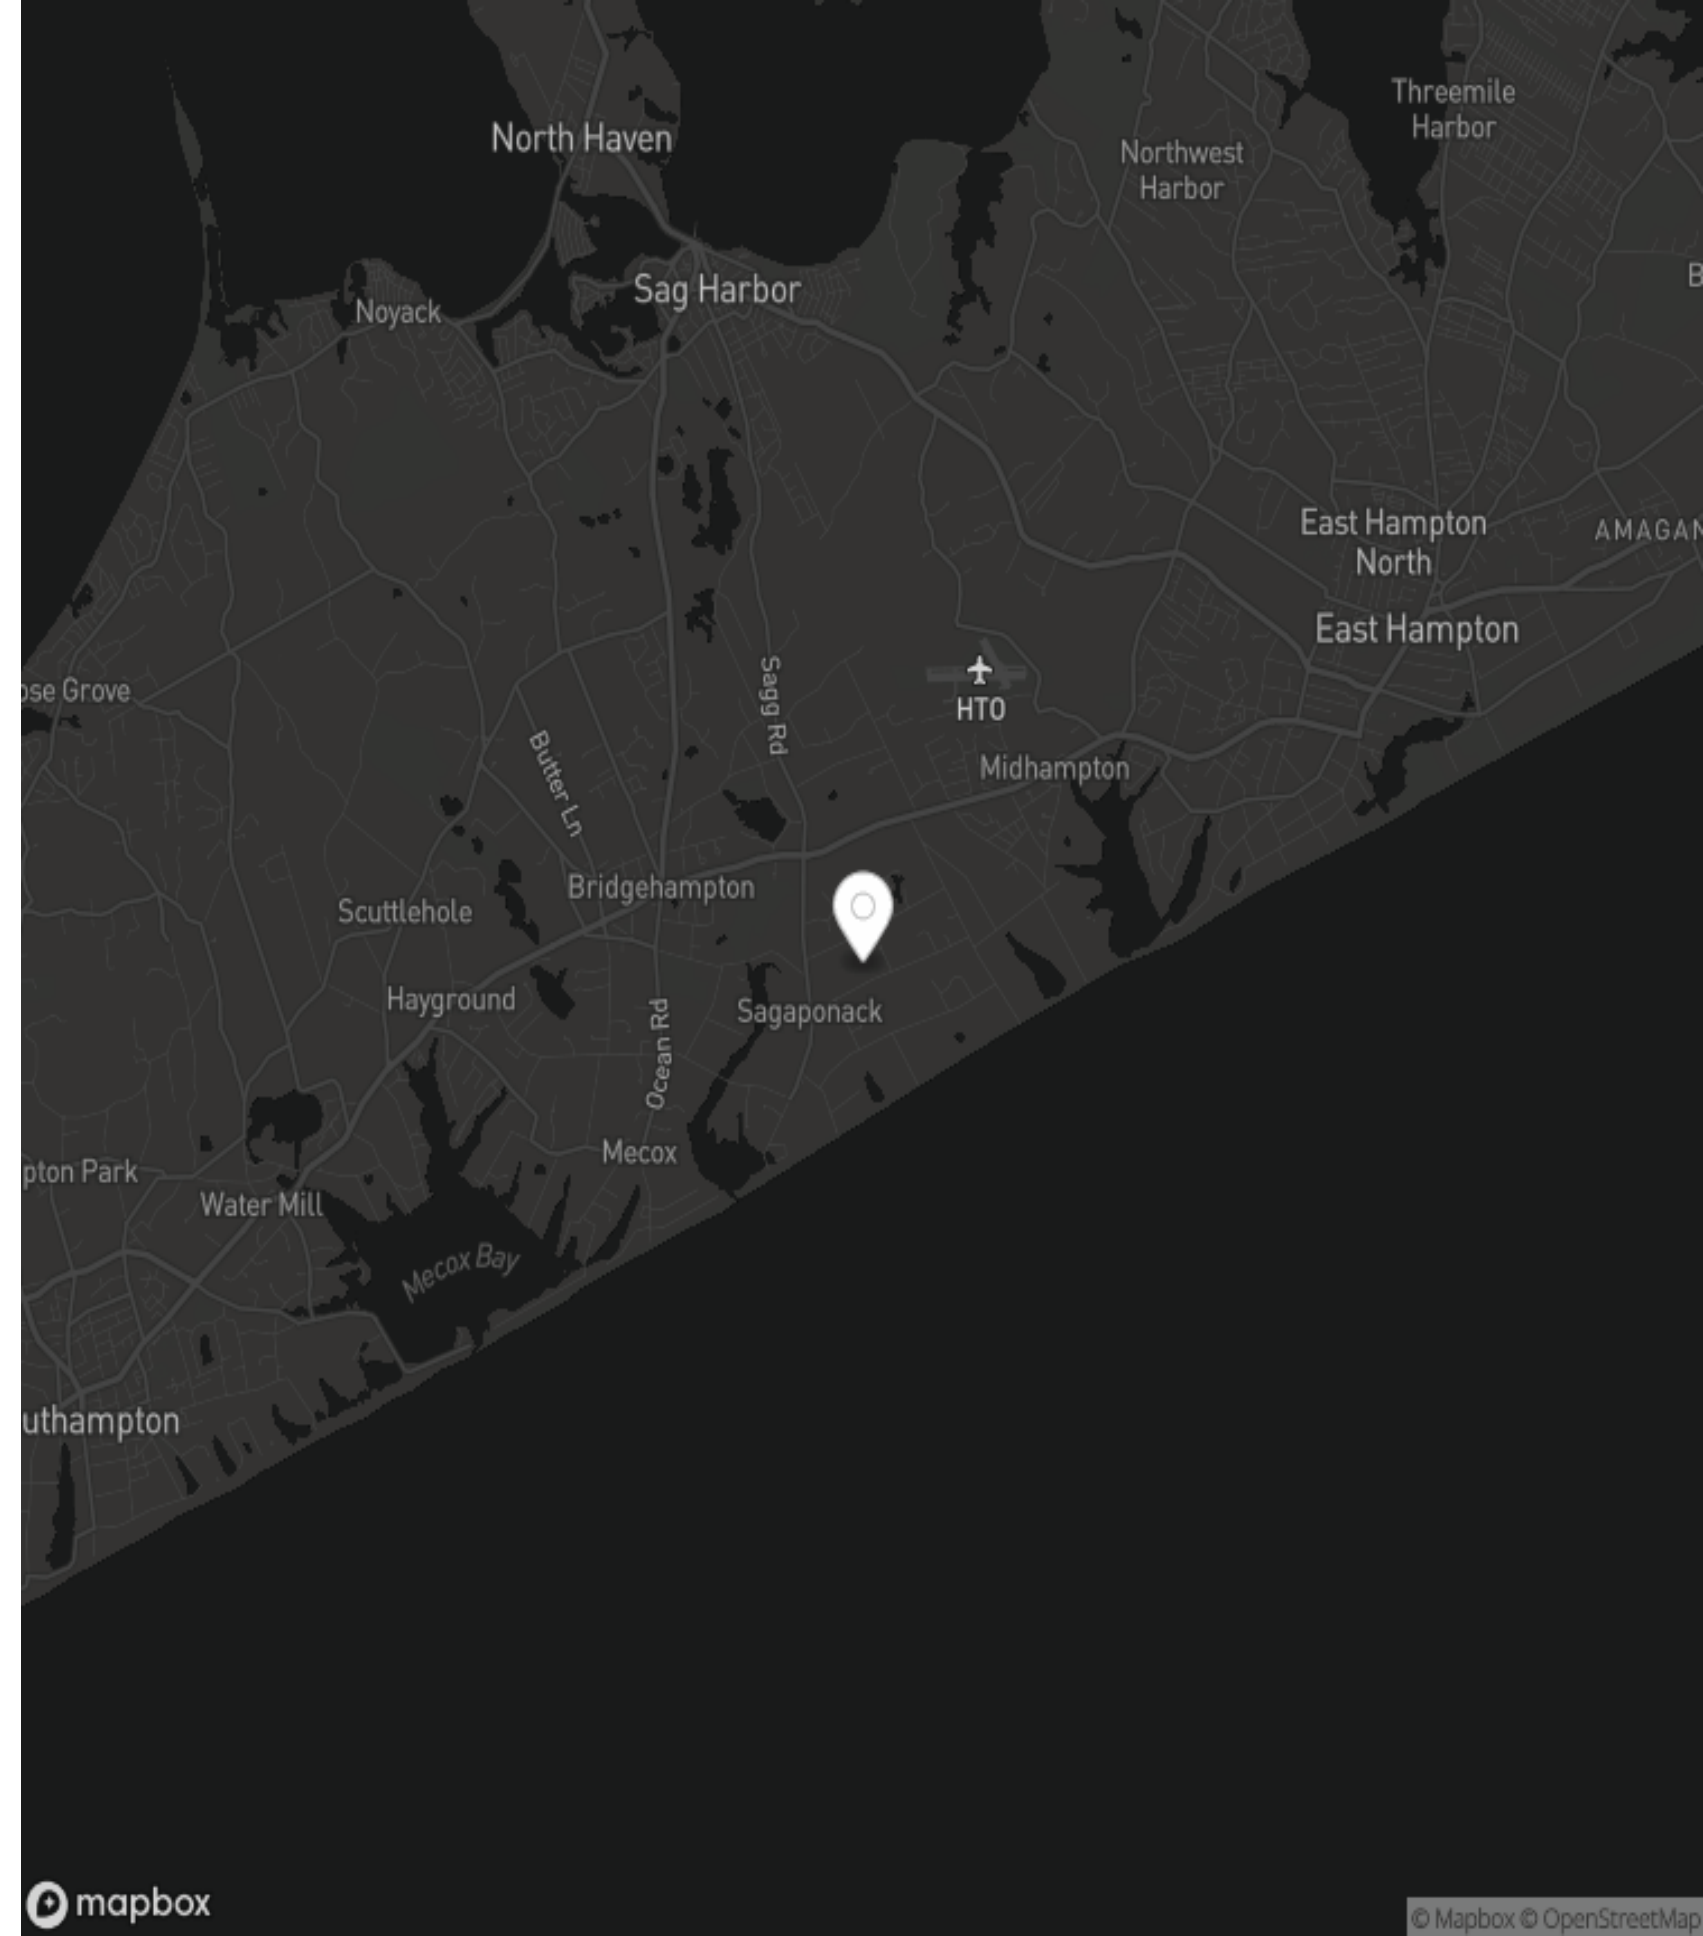 Threemile
Harbor
North Haven
Northwest
Harbor
B
Sag Harbor
Noyack
East Hampton
North
AMAGAN
East Hampton
Sagg Rd
ose Grove
HTO
Butter Ln
Midhampton
Bridgehampton
Scuttlehole
Hayground
Sagaponack
Ocean Rd
Mecox
pton Park
Water Mill
Mecox Bay
uthampton
mapbox
© Mapbox © OpenStreetMap